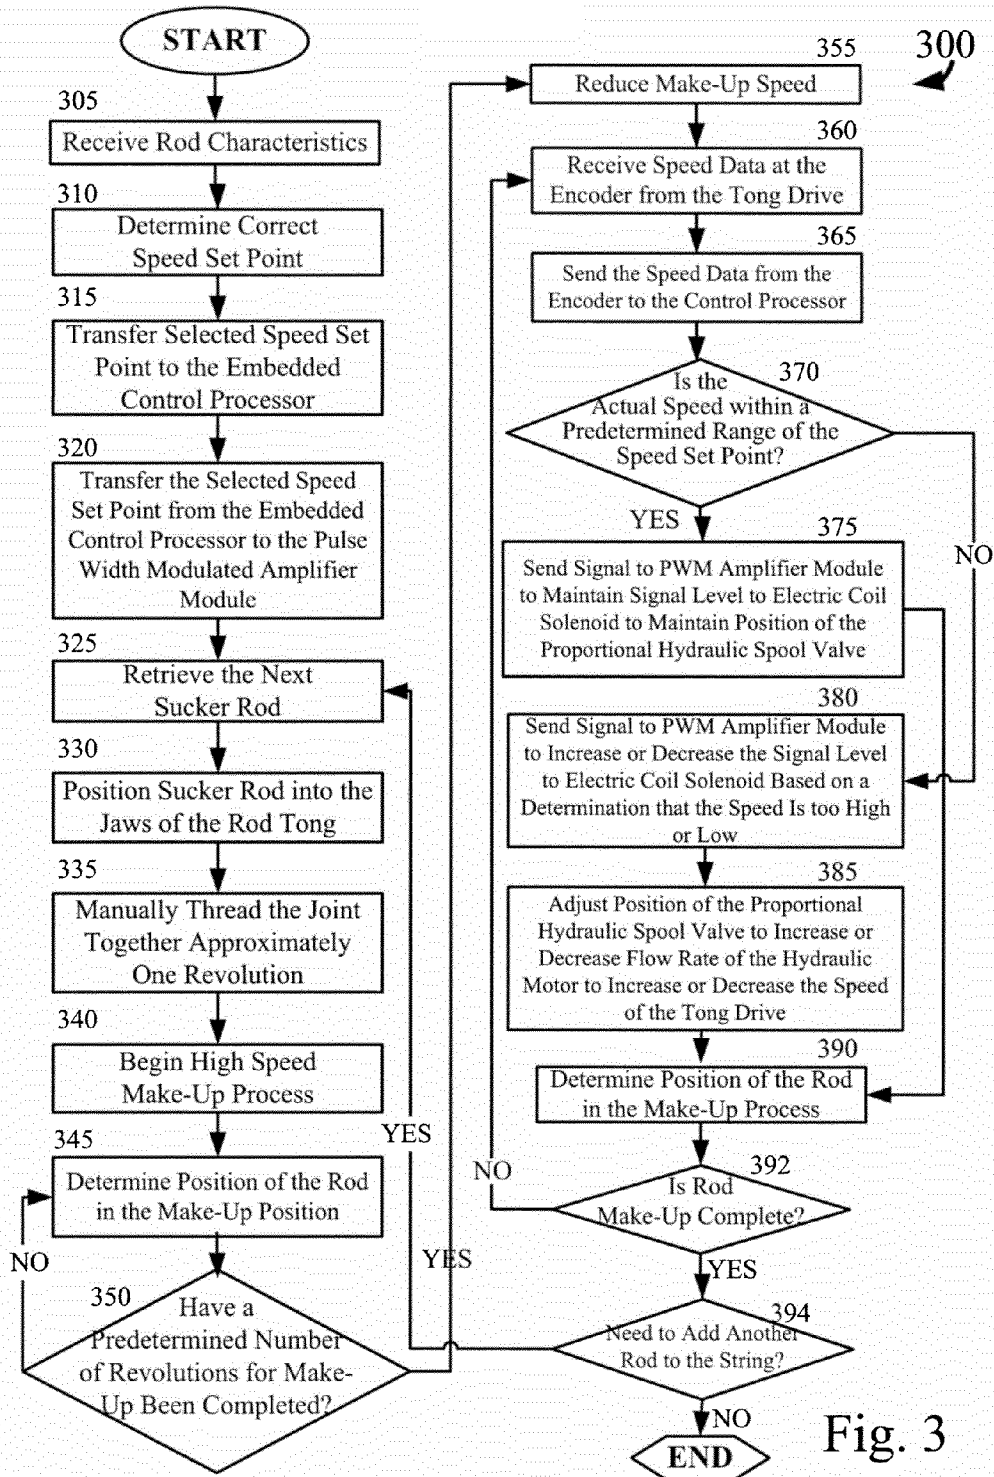 START
305
Receive Rod Characteristics
310
Determine Correct
Speed Set Point
315
Transfer Selected Speed Set
Point to the Embedded
Control Processor
320
Transfer the Selected Speed
Set Point from the Embedded
Control Processor to the Pulse
Width Modulated Amplifier
Module
325
Retrieve the Next
Sucker Rod
330
Position Sucker Rod into the
Jaws of the Rod Tong
335
Manually Thread the Joint
Together Approximately
One Revolution
340
Begin High Speed
Make-Up Process
345
Determine Position of the Rod
in the Make-Up Position
NO
350
Have a
Predetermined Number
of Revolutions for Make-
Up Been Completed?
YES
YES
300
355
Reduce Make-Up Speed
360
Receive Speed Data at the
Encoder from the Tong Drive
365
Send the Speed Data from the
Encoder to the Control Processor
370
Is the
Actual Speed within a
Predetermined Range of the
Speed Set Point?
YES
NO
375
Send Signal to PWM Amplifier Module
to Maintain Signal Level to Electric Coil
Solenoid to Maintain Position of the
Proportional Hydraulic Spool Valve
380
Send Signal to PWM Amplifier Module
to Increase or Decrease the Signal Level
to Electric Coil Solenoid Based on a
Determination that the Speed Is too High
or Low
385
Adjust Position of the Proportional
Hydraulic Spool Valve to Increase or
Decrease Flow Rate of the Hydraulic
Motor to Increase or Decrease the Speed
of the Tong Drive
390
Determine Position of the Rod
in the Make-Up Process
392
NO
Is Rod
Make-Up Complete?
YES
394
Need to Add Another
Rod to the String?
NO
END
Fig. 3